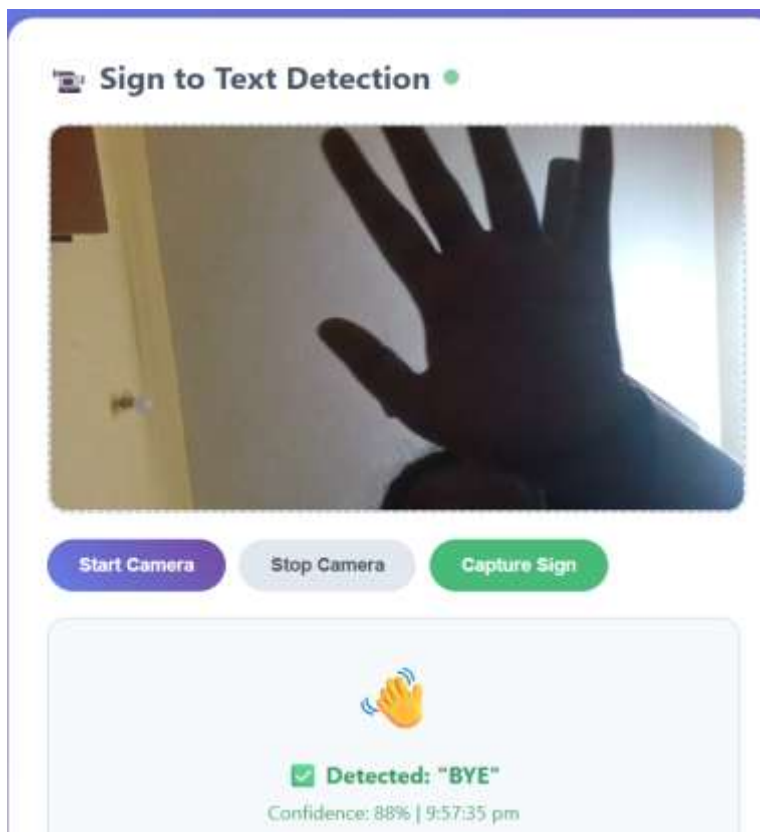 Sign to Text Detection
Start Camera Stop Camera Capture Sign
Detected: "BYE"
Confidence: 88% | 9:57:35 pm